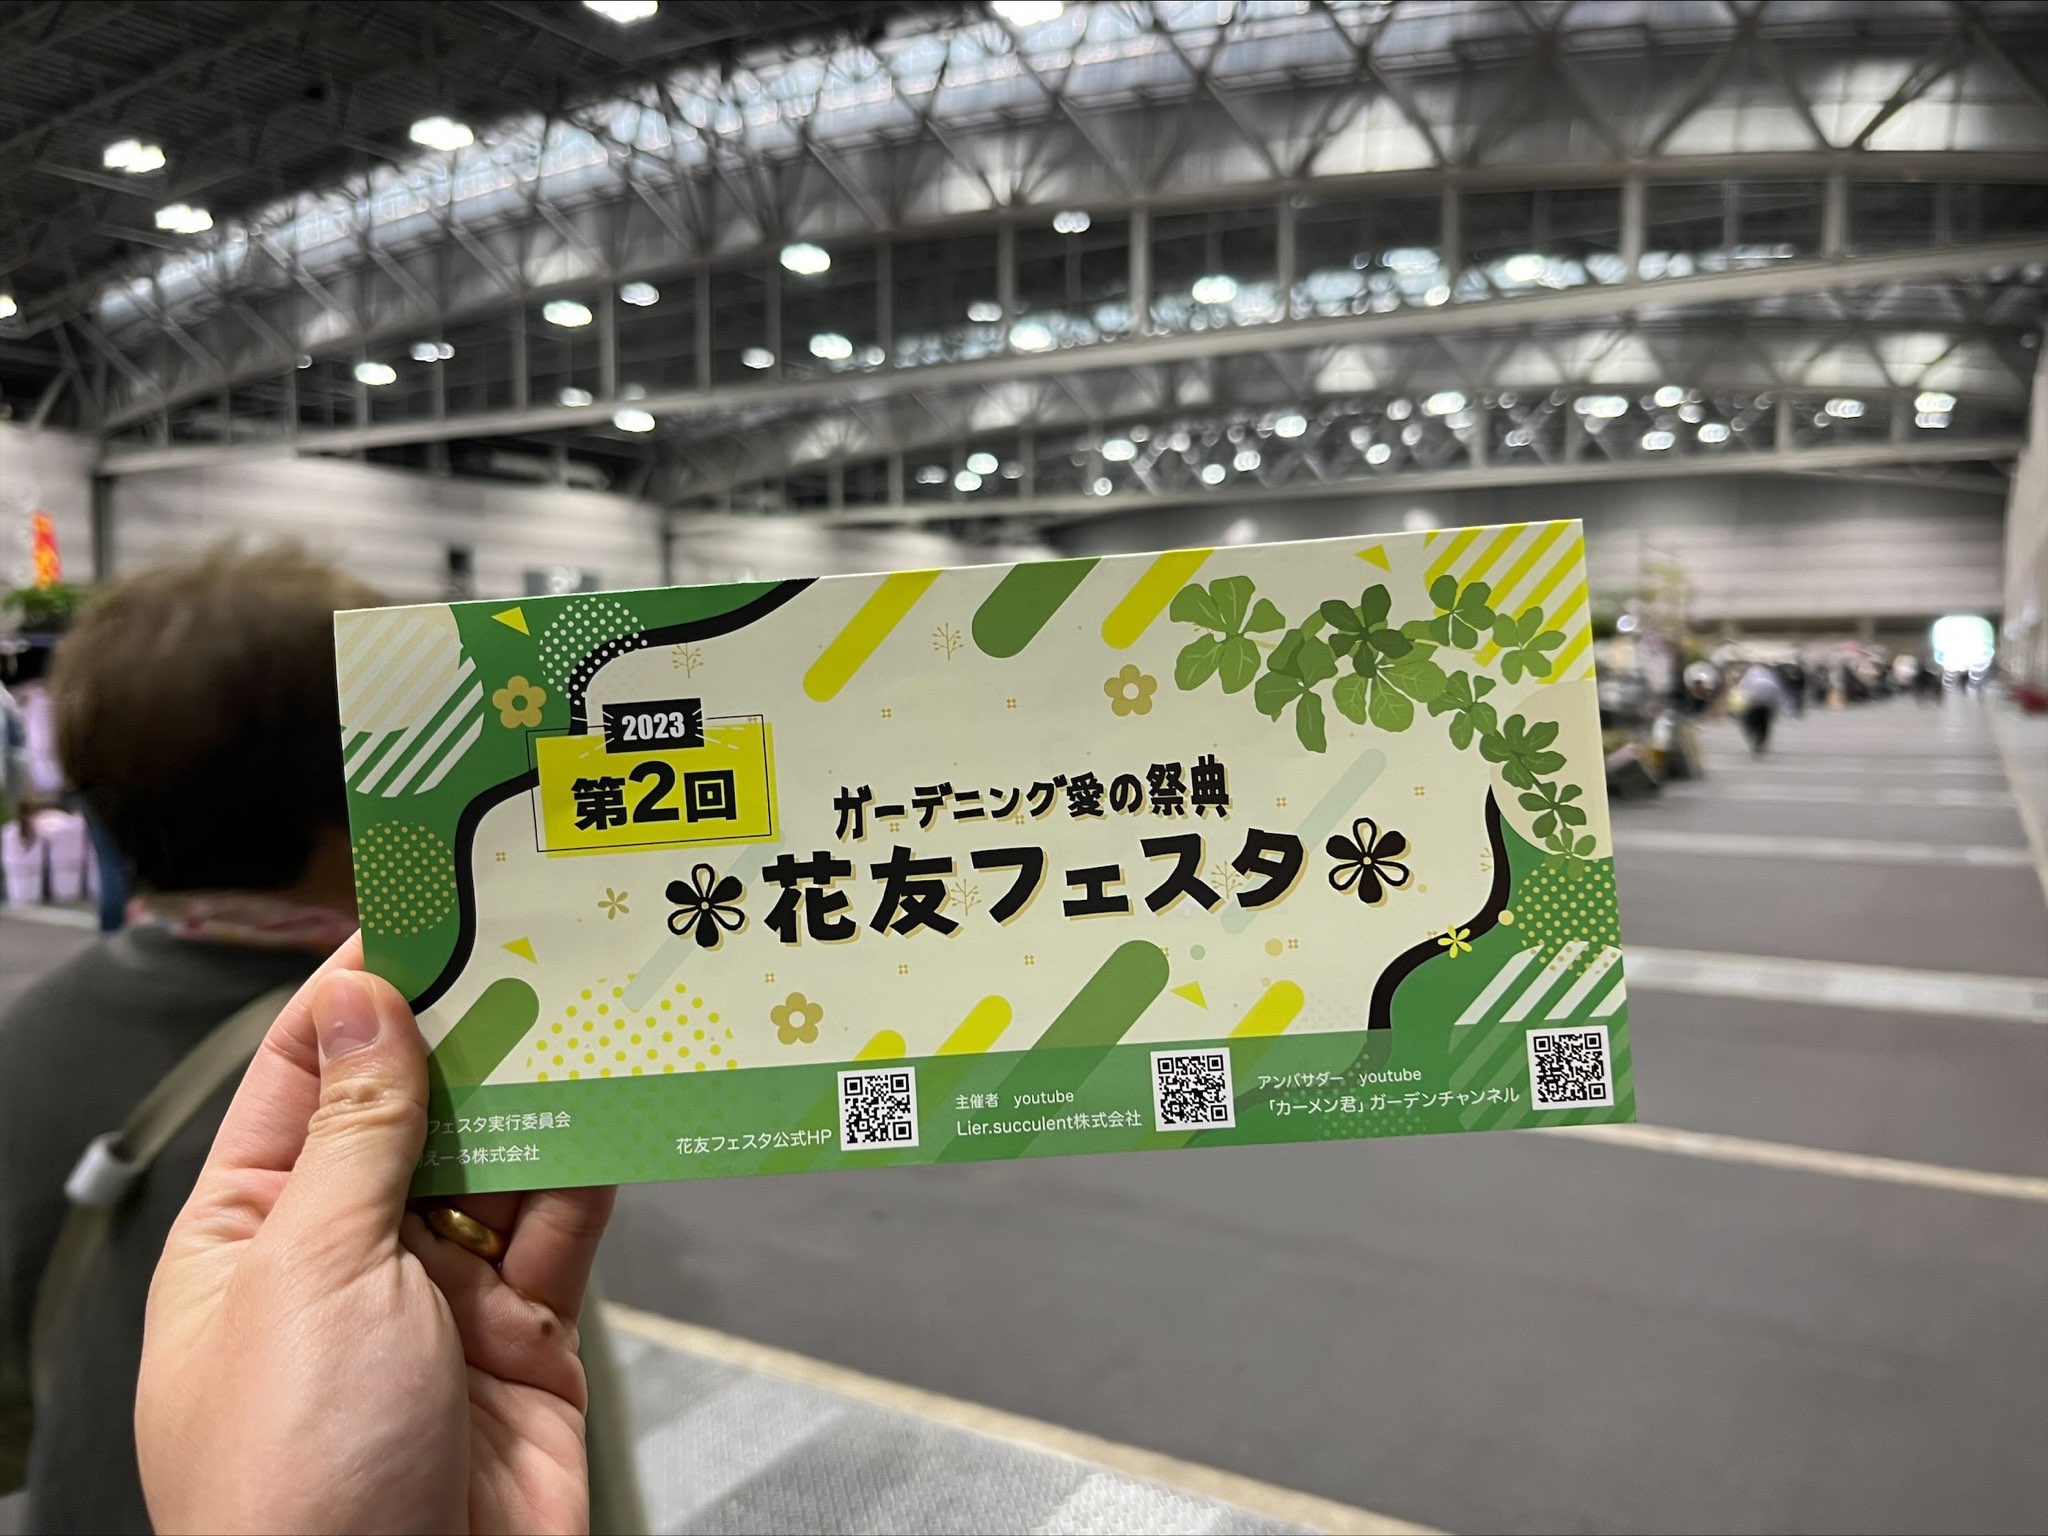 2023
第2回
ガーデニング愛の祭典
花友フェスタ
フェスタ実行委員会
えーる株式会社
花友フェスタ公式HP
主催者 youtube
Lier.succulent株式会社
アンバサダー youtube
「カーメン君」ガーデンチャンネル